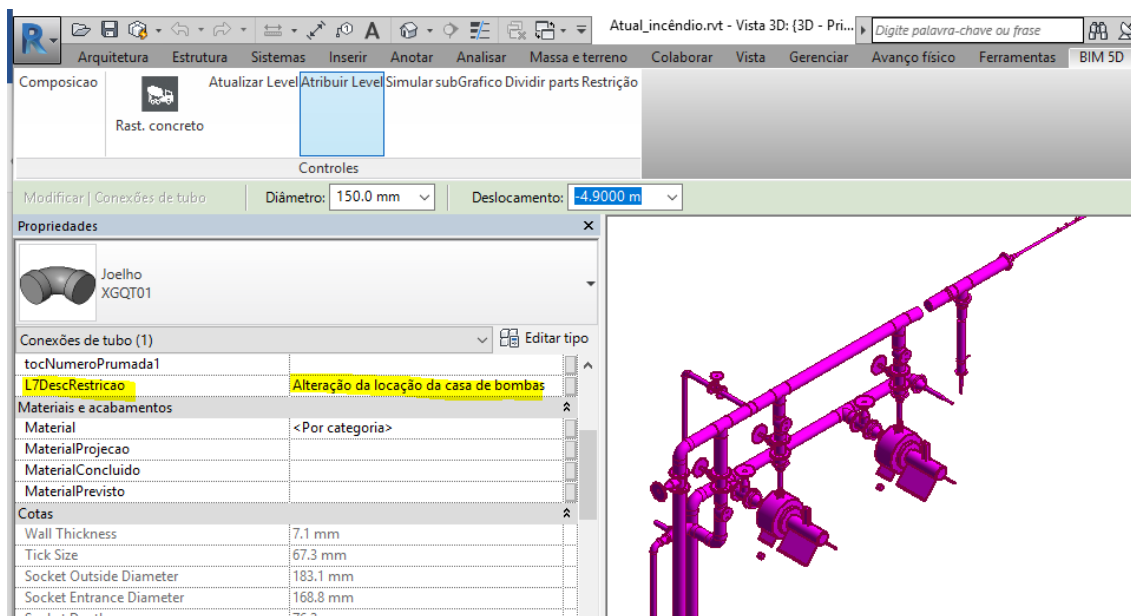 Atual_incêndio.rvt - Vista 3D: {3D - Pri...
Digite palavra-chave ou frase
Arquitetura Estrutura Sistemas Inserir Anotar Analisar Massa e terreno Colaborar Vista Gerenciar Avanço físico Ferramentas BIM 5D
Composicao Atualizar Level Atribuir Level Simular subGrafico Dividir parts Restrição
Rast. concreto
Controles
Modificar | Conexões de tubo Diâmetro: 150.0 mm Deslocamento: -4.9000 m
Propriedades
Joelho
XGQT01
Conexões de tubo (1) Editar tipo
tocNumeroPrumada1
L7DescRestricao Alteração da locação da casa de bombas
Materiais e acabamentos
Material <Por categoria>
MaterialProjecao
MaterialConcluido
MaterialPrevisto
Cotas
Wall Thickness 7.1 mm
Tick Size 67.3 mm
Socket Outside Diameter 183.1 mm
Socket Entrance Diameter 168.8 mm